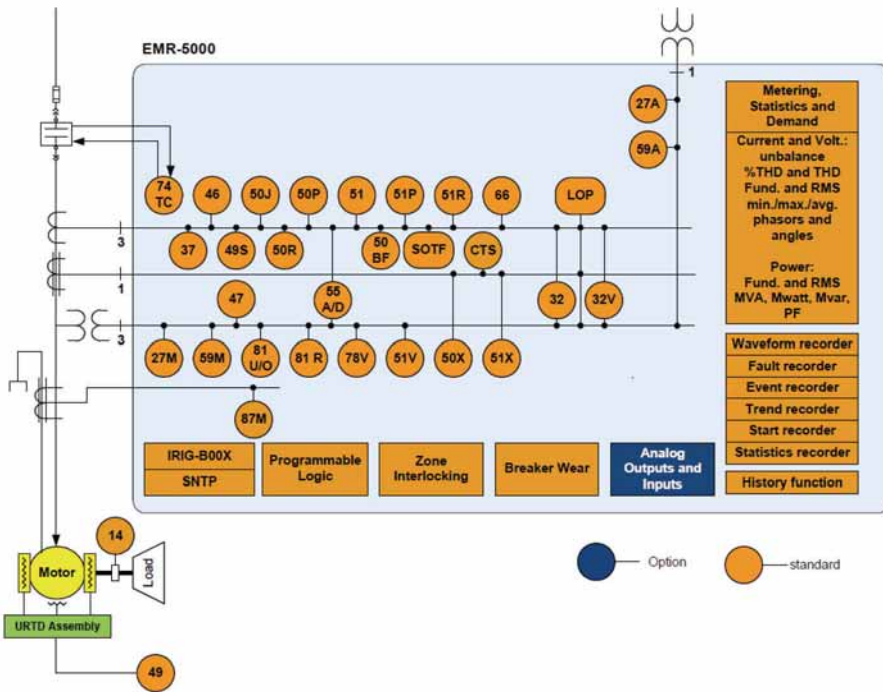 EMR-5000
1
27A
59A
Metering,
Statistics and
Demand
Current and Volt.:
unbalance
%THD and THD
Fund. and RMS
min./max./avg.
phasors and
angles
Power:
Fund. and RMS
MVA, Mwatt, Mvar,
PF
74
TC
46
50J
50P
51
51P
51R
66
LOP
3
37
49S
50R
50
BF
SOTF
CTS
1
47
55
A/D
32
32V
3
27M
59M
81
U/O
81 R
78V
51V
50X
51X
87M
Waveform recorder
Fault recorder
Event recorder
Trend recorder
Start recorder
Statistics recorder
History function
IRIG-B00X
SNTP
Programmable
Logic
Zone
Interlocking
Breaker Wear
Analog
Outputs and
Inputs
14
Motor
Load
URTD Assembly
49
Option
standard